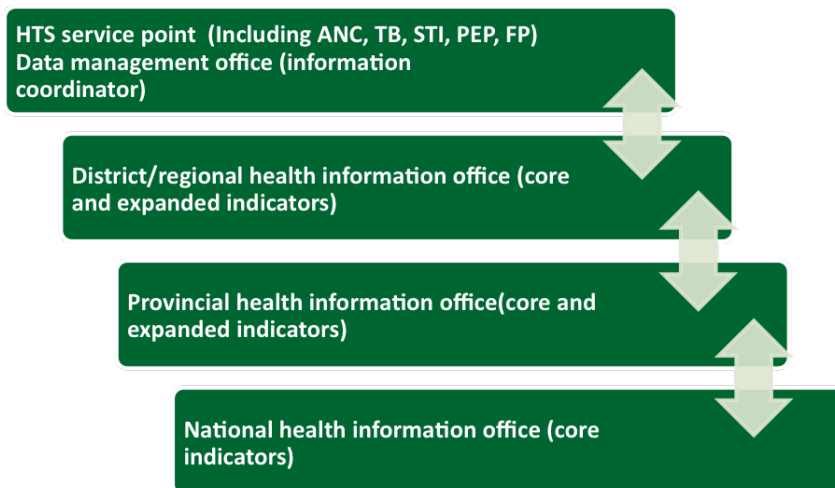 HTS service point  (Including ANC, TB, STI, PEP, FP)
Data management office (information
coordinator)
District/regional health information office (core
and expanded indicators)
Provincial health information office(core and
expanded indicators)
National health information office (core
indicators)